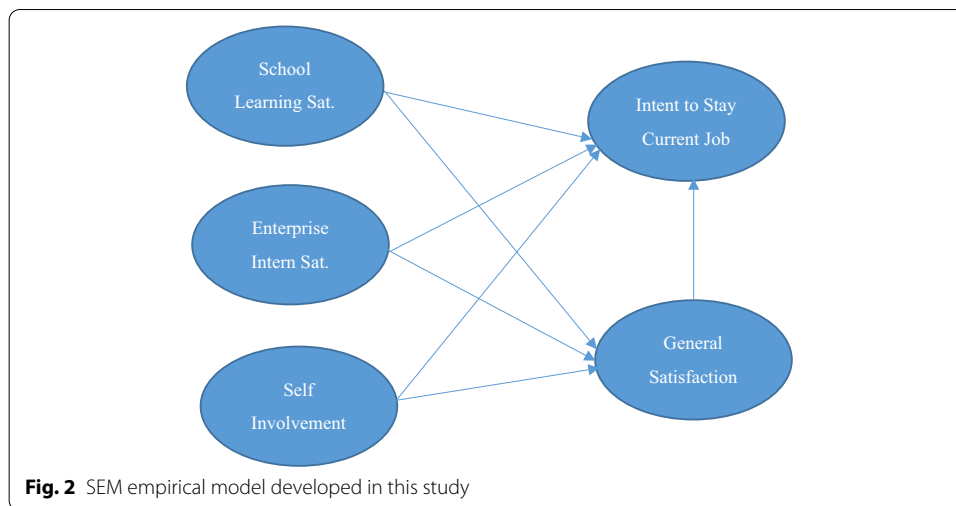 School
Learning Sat.
Intent to Stay
Current Job
Enterprise
Intern Sat.
General
Satisfaction
Self
Involvement
Fig. 2 SEM empirical model developed in this study